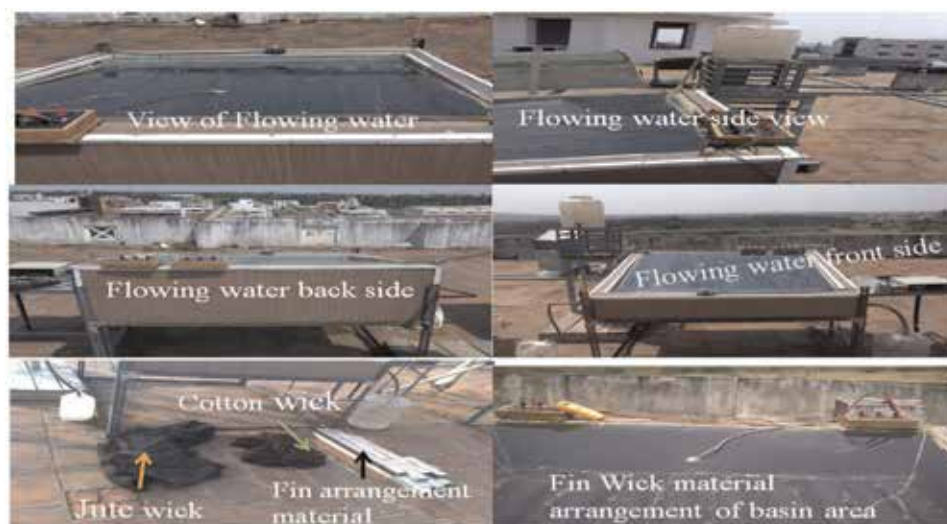 View of Flowing water
Flowing water side view
Flowing water back side
Flowing water front side
Cotton wick
Jute wick
Fin arrangement
material
Fin Wick material
arrangement of basin area